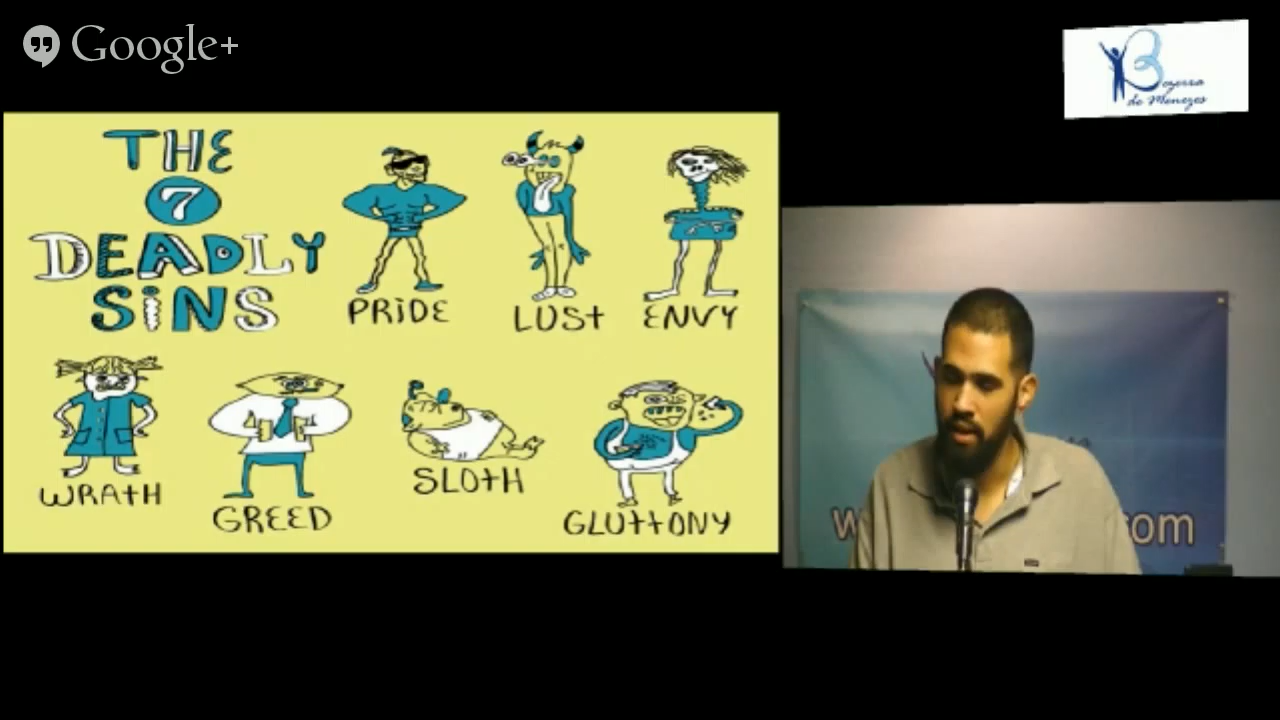 Google+
Bezerra
de Menezes
THE
7
DEADLY
SINS
PRIDE
LUST
ENVY
WRATH
GREED
SLOTH
GLUTTONY
w
com